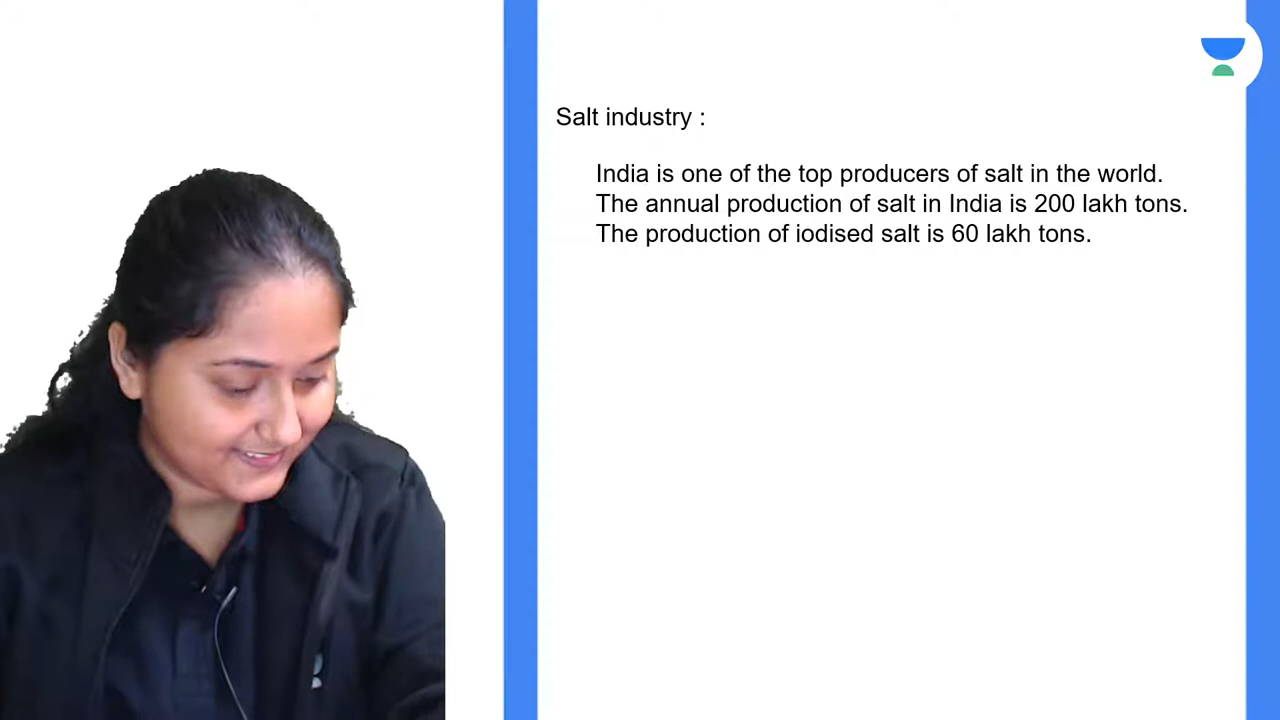 Salt industry :
India is one of the top producers of salt in the world.
The annual production of salt in India is 200 lakh tons.
The production of iodised salt is 60 lakh tons.